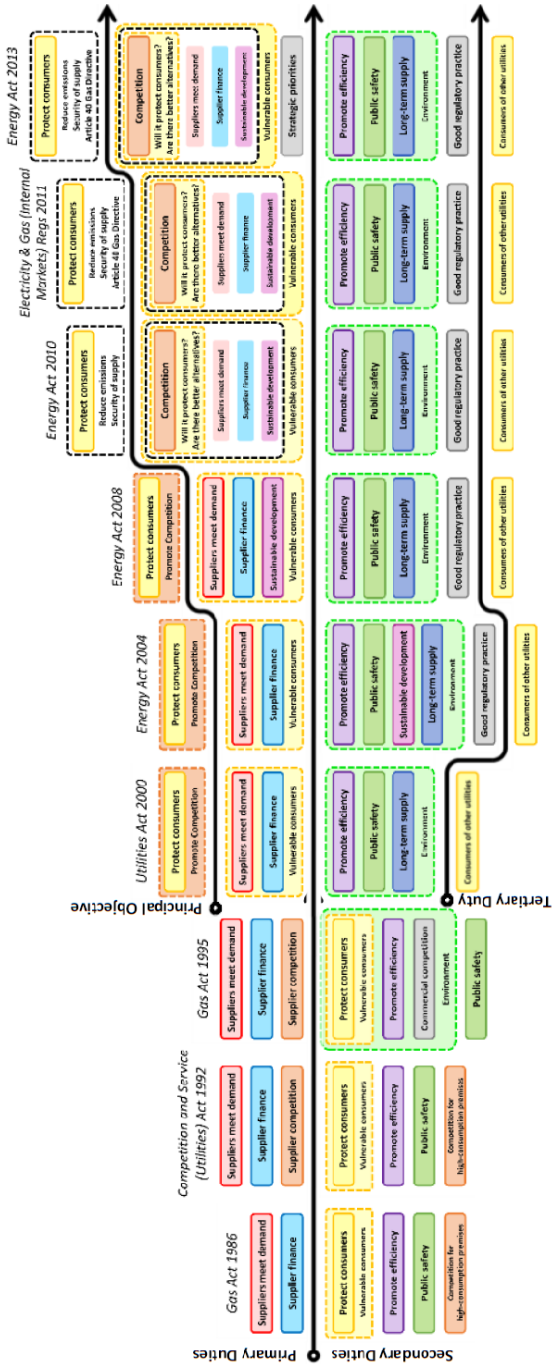 Gas Act 1986
Suppliers meet demand
Supplier finance
Primary Duties
Secondary Duties
Protect consumers
Vulnerable consumers
Promote efficiency
Public safety
Competition for
high-consumption premises
Competition and Service
(Utilities) Act 1992
Suppliers meet demand
Supplier finance
Supplier competition
Protect consumers
Vulnerable consumers
Promote efficiency
Public safety
Competition for
high-consumption premises
Gas Act 1995
Suppliers meet demand
Supplier finance
Supplier competition
Protect consumers
Vulnerable consumers
Promote efficiency
Commercial competition
Environment
Public safety
Principal Objective
Tertiary Duty
Utilities Act 2000
Protect consumers
Promote Competition
Suppliers meet demand
Supplier finance
Vulnerable consumers
Promote efficiency
Public safety
Long-term supply
Environment
Consumers of other utilities
Energy Act 2004
Protect consumers
Promote Competition
Suppliers meet demand
Supplier finance
Vulnerable consumers
Promote efficiency
Public safety
Sustainable development
Long-term supply
Environment
Good regulatory practice
Consumers of other utilities
Energy Act 2008
Protect consumers
Promote Competition
Suppliers meet demand
Supplier finance
Sustainable development
Vulnerable consumers
Promote efficiency
Public safety
Long-term supply
Environment
Good regulatory practice
Consumers of other utilities
Energy Act 2010
Protect consumers
Reduce emissions
Security of supply
Competition
Will it protect consumers?
Are there better alternatives?
Suppliers meet demand
Supplier finance
Sustainable development
Vulnerable consumers
Promote efficiency
Public safety
Long-term supply
Environment
Good regulatory practice
Consumers of other utilities
Electricity & Gas (Internal
Markets) Regs 2011
Protect consumers
Reduce emissions
Security of supply
Article 40 Gas Directive
Competition
Will it protect consumers?
Are there better alternatives?
Suppliers meet demand
Supplier finance
Sustainable development
Vulnerable consumers
Promote efficiency
Public safety
Long-term supply
Environment
Good regulatory practice
Consumers of other utilities
Energy Act 2013
Protect consumers
Reduce emissions
Security of supply
Article 40 Gas Directive
Competition
Will it protect consumers?
Are there better alternatives?
Suppliers meet demand
Supplier finance
Sustainable development
Vulnerable consumers
Strategic priorities
Promote efficiency
Public safety
Long-term supply
Environment
Good regulatory practice
Consumers of other utilities